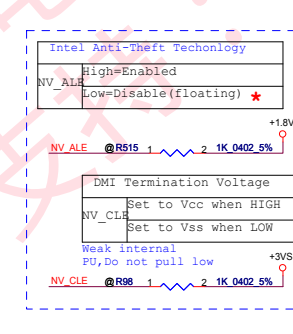 Intel Anti-Theft Techonlogy
NV_ALE
High=Enabled
Low=Disable(floating) *
+1.8V
NV_ALE @ R515 1 2 1K_0402_5%
DMI Termination Voltage
NV_CLE
Set to Vcc when HIGH
Set to Vss when LOW
Weak internal
PU,Do not pull low
+3VS
NV_CLE @ R98 1 2 1K_0402_5%